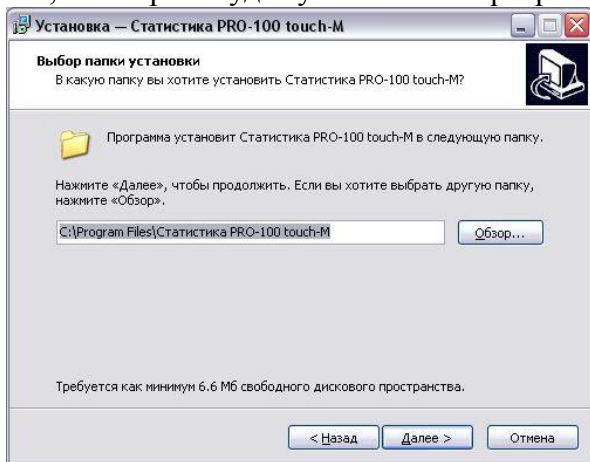 Установка — Статистика PRO-100 touch-M
Выбор папки установки
В какую папку вы хотите установить Статистика PRO-100 touch-M?
Программа установит Статистика PRO-100 touch-M в следующую папку.
Нажмите «Далее», чтобы продолжить. Если вы хотите выбрать другую папку,
нажмите «Обзор».
C:\Program Files\Статистика PRO-100 touch-M
Обзор...
Требуется как минимум 6.6 Мб свободного дискового пространства.
< Назад
Далее >
Отмена